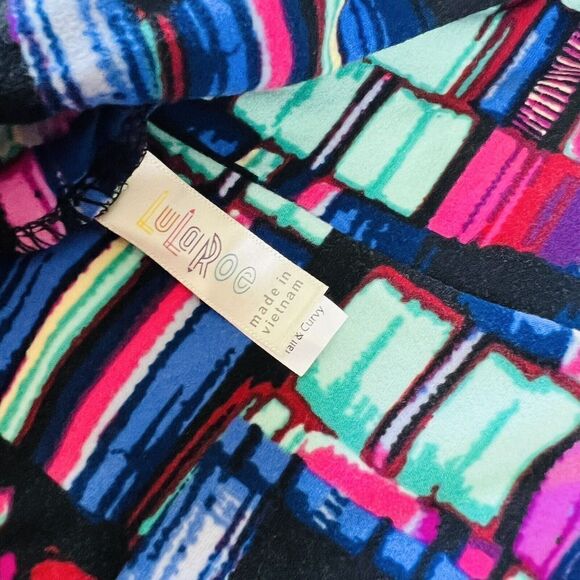 LuLaRoe
made in
vietnam
Tall & Curvy